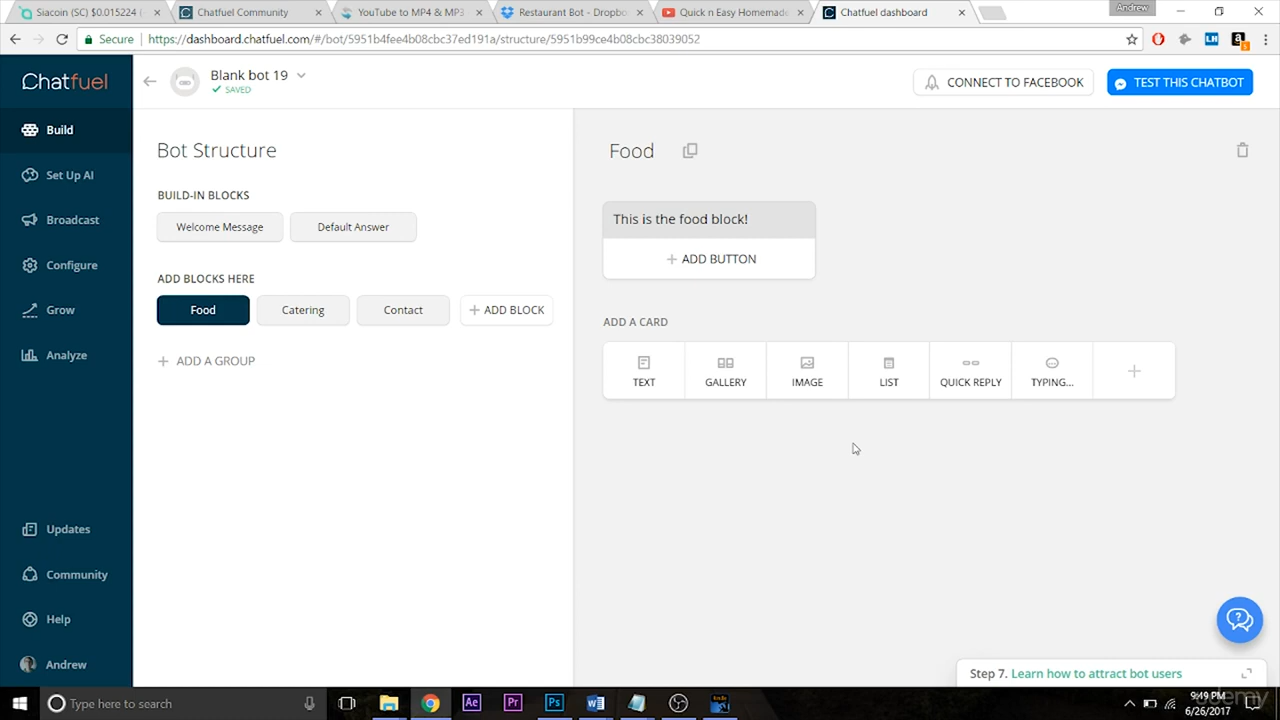 Siacoin (SC) $0.015224 (
Chatfuel Community
YouTube to MP4 & MP3
Restaurant Bot - Dropbo
Quick n Easy Homemade
Chatfuel dashboard
Andrew
Secure
https://dashboard.chatfuel.com/#/bot/5951b4fee4b08cbc37ed191a/structure/5951b99ce4b08cbc38039052
Chatfuel
Blank bot 19
SAVED
CONNECT TO FACEBOOK
TEST THIS CHATBOT
Build
Set Up AI
Broadcast
Configure
Grow
Analyze
Updates
Community
Help
Andrew
Bot Structure
BUILD-IN BLOCKS
Welcome Message
Default Answer
ADD BLOCKS HERE
Food
Catering
Contact
+ ADD BLOCK
+ ADD A GROUP
Food
This is the food block!
+ ADD BUTTON
ADD A CARD
TEXT
GALLERY
IMAGE
LIST
QUICK REPLY
TYPING...
+
Step 7. Learn how to attract bot users
Type here to search
Ae
Pr
Ps
9:49 PM
6/26/2017
udemy